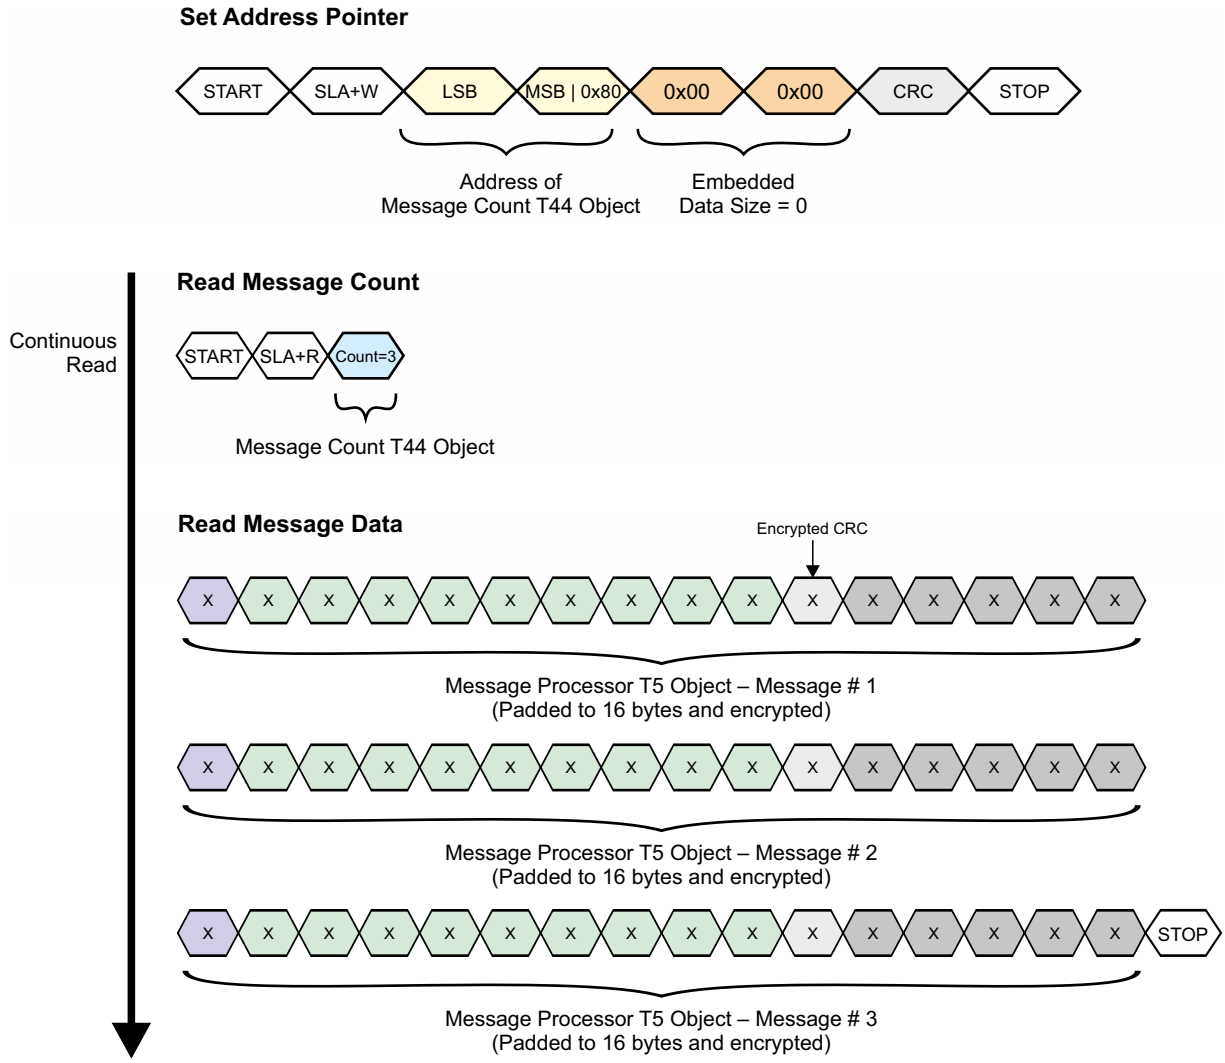 Set Address Pointer
START SLA+W LSB MSB | 0x80 0x00 0x00 CRC STOP
Address of
Message Count T44 Object
Embedded
Data Size = 0
Read Message Count
Continuous
Read
START SLA+R Count=3
Message Count T44 Object
Read Message Data
Encrypted CRC
X X X X X X X X X X X X X X X X
Message Processor T5 Object – Message # 1
(Padded to 16 bytes and encrypted)
X X X X X X X X X X X X X X X X
Message Processor T5 Object – Message # 2
(Padded to 16 bytes and encrypted)
X X X X X X X X X X X X X X X X STOP
Message Processor T5 Object – Message # 3
(Padded to 16 bytes and encrypted)